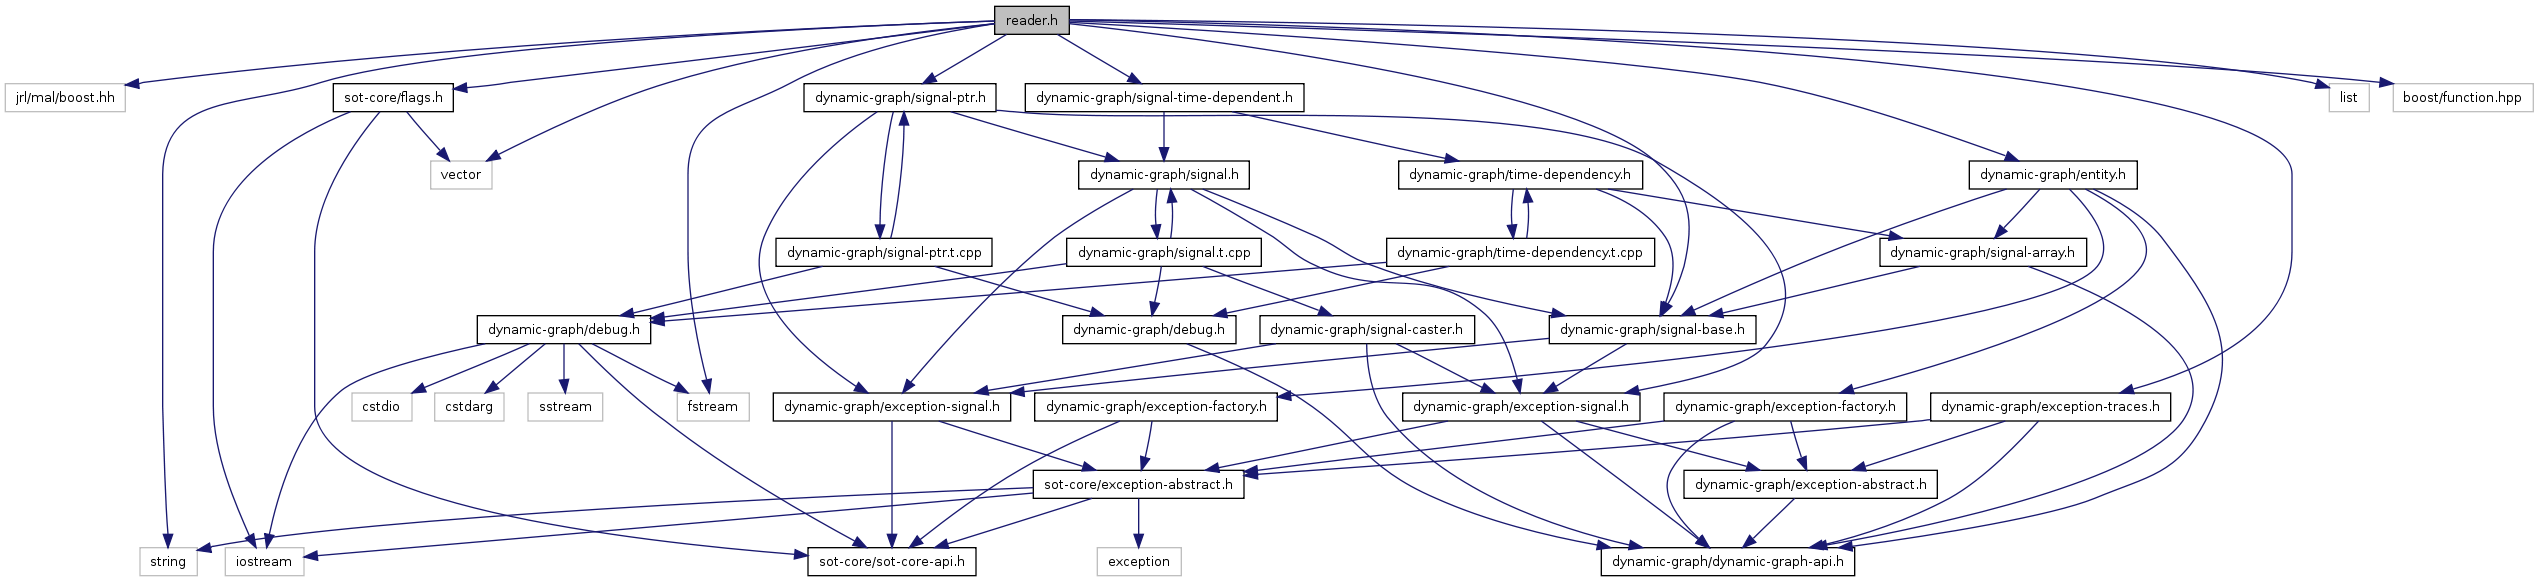 reader.h
jrl/mal/boost.hh
sot-core/flags.h
dynamic-graph/signal-ptr.h
dynamic-graph/signal-time-dependent.h
list
boost/function.hpp
vector
dynamic-graph/signal.h
dynamic-graph/time-dependency.h
dynamic-graph/entity.h
dynamic-graph/signal-ptr.t.cpp
dynamic-graph/signal.t.cpp
dynamic-graph/time-dependency.t.cpp
dynamic-graph/signal-array.h
dynamic-graph/debug.h
dynamic-graph/debug.h
dynamic-graph/signal-caster.h
dynamic-graph/signal-base.h
cstdio
cstdarg
sstream
fstream
dynamic-graph/exception-signal.h
dynamic-graph/exception-factory.h
dynamic-graph/exception-signal.h
dynamic-graph/exception-factory.h
dynamic-graph/exception-traces.h
sot-core/exception-abstract.h
dynamic-graph/exception-abstract.h
string
iostream
sot-core/sot-core-api.h
exception
dynamic-graph/dynamic-graph-api.h